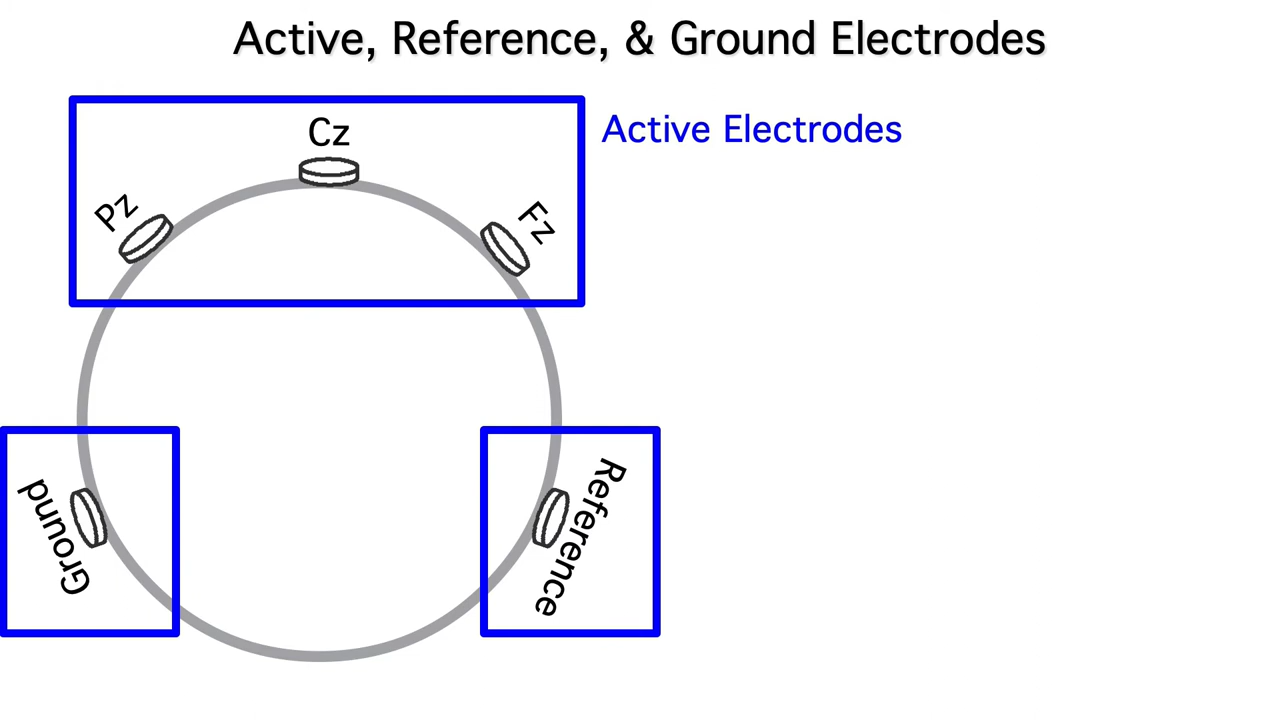 Active, Reference, & Ground Electrodes
Cz
Active Electrodes
Pz
Fz
Ground
Reference